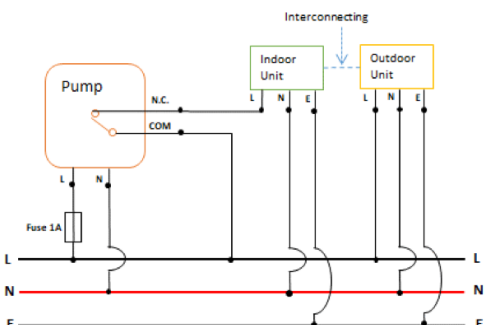 Interconnecting
Indoor
Unit
Outdoor
Unit
Pump
N.C.
L
N
E
L
N
E
COM
L
N
Fuse 1A
L
L
N
N
E
E